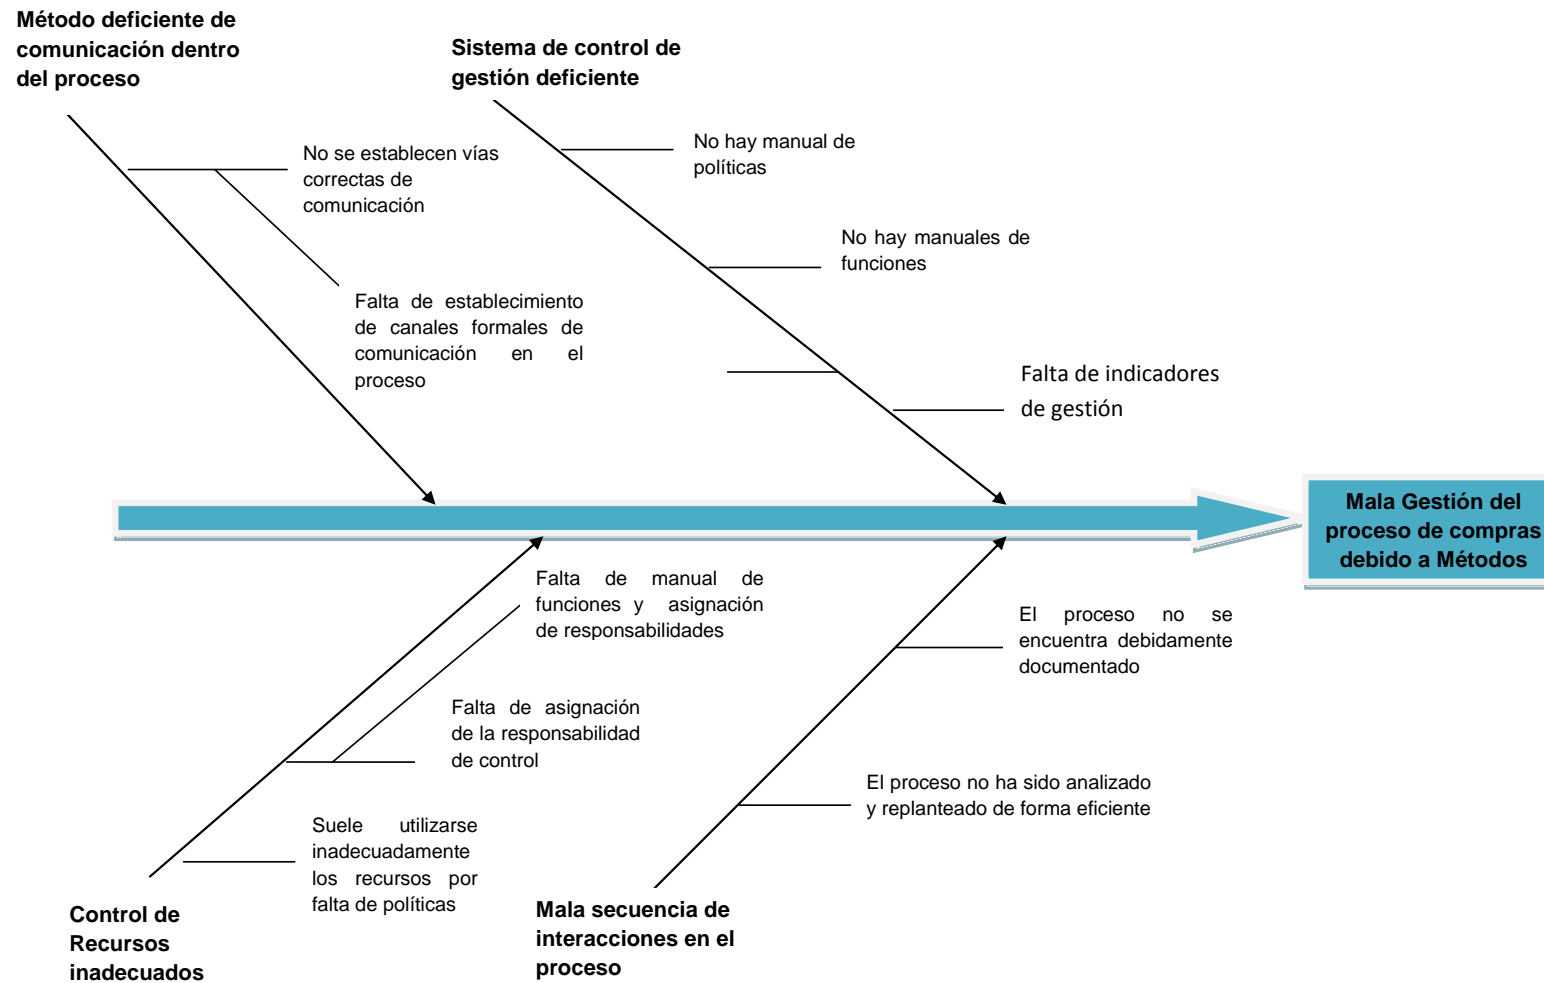 Método deficiente de
comunicación dentro
del proceso
Sistema de control de
gestión deficiente
No se establecen vías
correctas de
comunicación
No hay manual de
políticas
No hay manuales de
funciones
Falta de establecimiento
de canales formales de
comunicación en el
proceso
Falta de indicadores
de gestión
Mala Gestión del
proceso de compras
debido a Métodos
Falta de manual de
funciones y asignación
de responsabilidades
El proceso no se
encuentra debidamente
documentado
Falta de asignación
de la responsabilidad
de control
El proceso no ha sido analizado
y replanteado de forma eficiente
Suele utilizarse
inadecuadamente
los recursos por
falta de políticas
Control de
Recursos
inadecuados
Mala secuencia de
interacciones en el
proceso